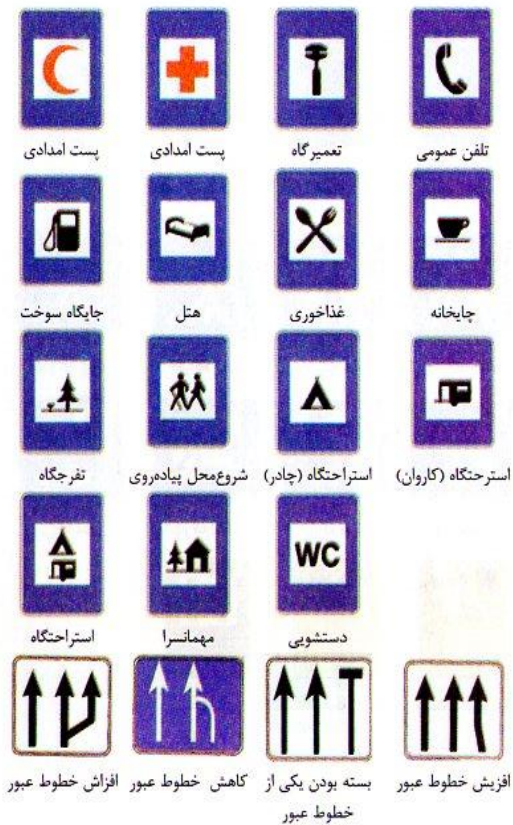 تلفن عمومی تعمیرگاه پست امدادی پست امدادی
چایخانه غذاخوری هتل جایگاه سوخت
استرحتگاه (کاروان) استراحتگاه (چادر) شروع‌محل پیاده‌روی تفرجگاه
WC
دستشویی مهمانسرا استراحتگاه
افزیش خطوط عبور بسته بودن یکی از کاهش خطوط عبور افزاش خطوط عبور
خطوط عبور